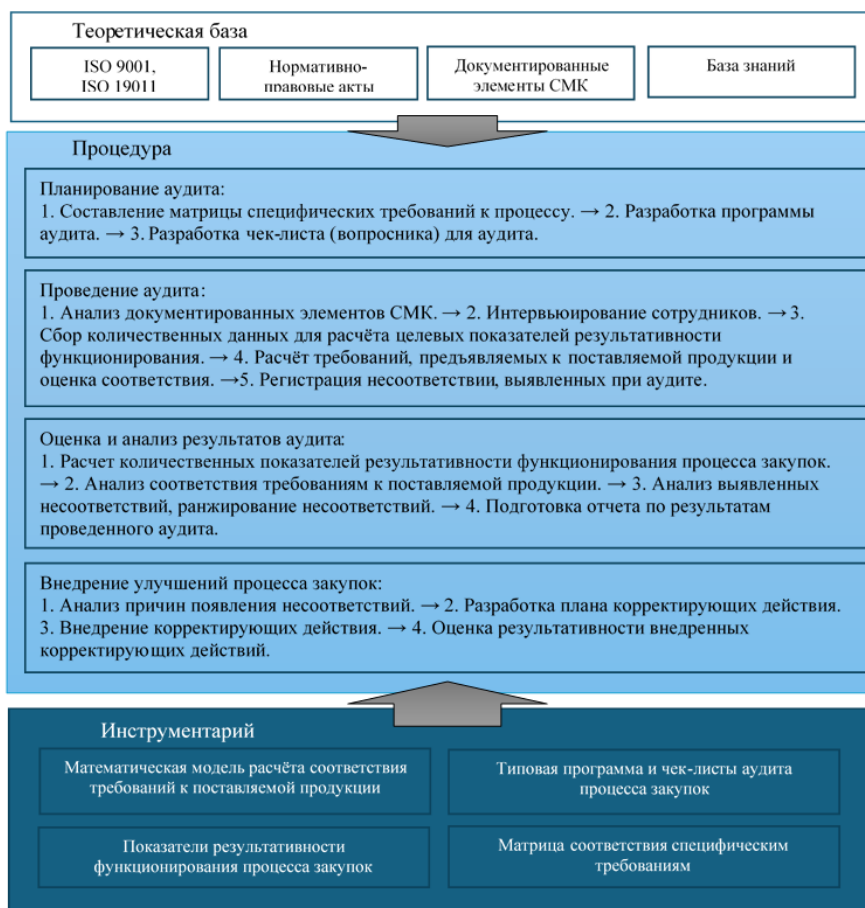 Теоретическая база
ISO 9001,
ISO 19011
Нормативно-
правовые акты
Документированные
элементы СМК
База знаний
Процедура
Планирование аудита:
1. Составление матрицы специфических требований к процессу. → 2. Разработка программы
аудита. → 3. Разработка чек-листа (вопросника) для аудита.
Проведение аудита:
1. Анализ документированных элементов СМК. → 2. Интервьюирование сотрудников. → 3.
Сбор количественных данных для расчёта целевых показателей результативности
функционирования. → 4. Расчёт требований, предъявляемых к поставляемой продукции и
оценка соответствия. →5. Регистрация несоответствии, выявленных при аудите.
Оценка и анализ результатов аудита:
1. Расчет количественных показателей результативности функционирования процесса закупок.
→ 2. Анализ соответствия требованиям к поставляемой продукции. → 3. Анализ выявленных
несоответствий, ранжирование несоответствий. → 4. Подготовка отчета по результатам
проведенного аудита.
Внедрение улучшений процесса закупок:
1. Анализ причин появления несоответствий. → 2. Разработка плана корректирующих действия.
3. Внедрение корректирующих действия. → 4. Оценка результативности внедренных
корректирующих действий.
Инструментарий
Математическая модель расчёта соответствия
требований к поставляемой продукции
Типовая программа и чек-листы аудита
процесса закупок
Показатели результативности
функционирования процесса закупок
Матрица соответствия специфическим
требованиям